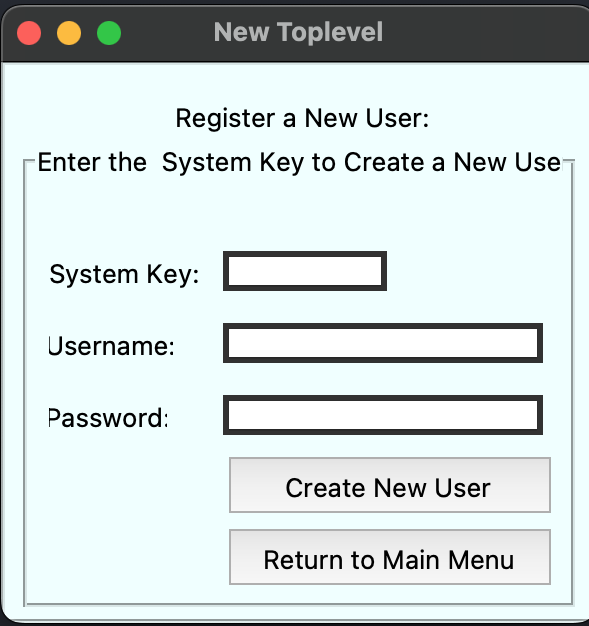 New Toplevel
Register a New User:
Enter the  System Key to Create a New Use
System Key:
Username:
Password:
Create New User
Return to Main Menu